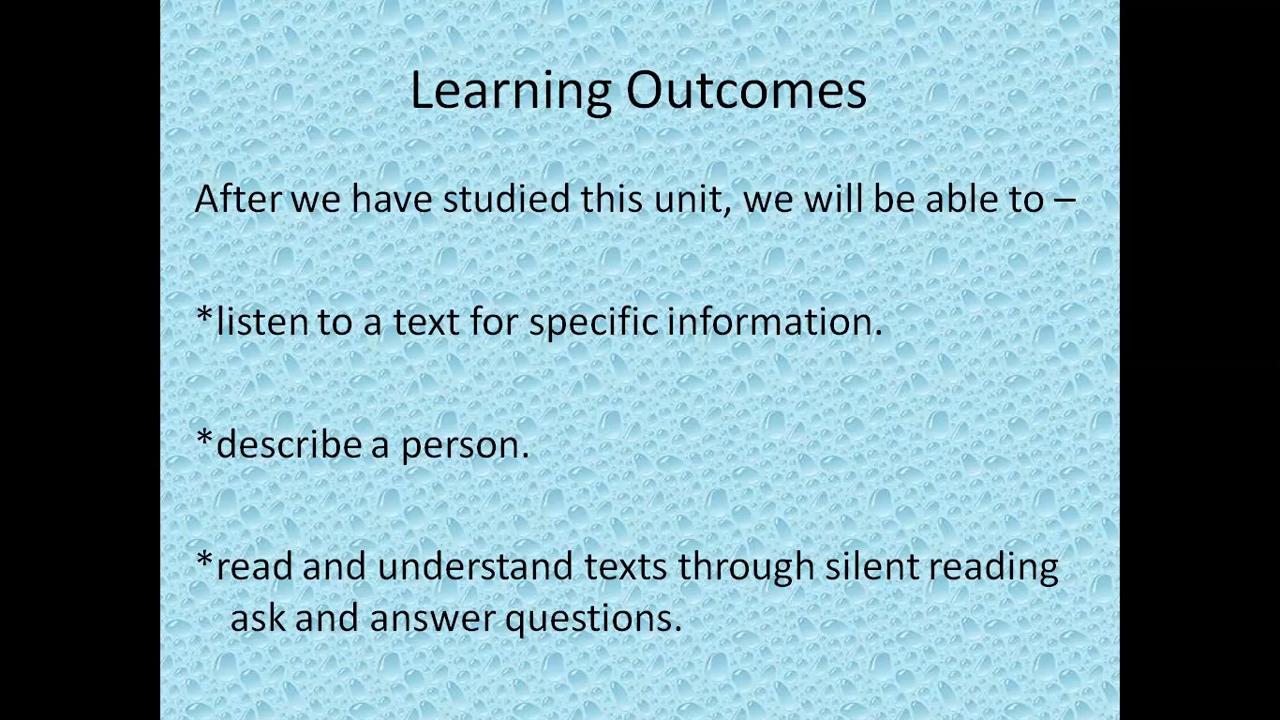 Learning Outcomes
After we have studied this unit, we will be able to –
*listen to a text for specific information.
*describe a person.
*read and understand texts through silent reading
ask and answer questions.